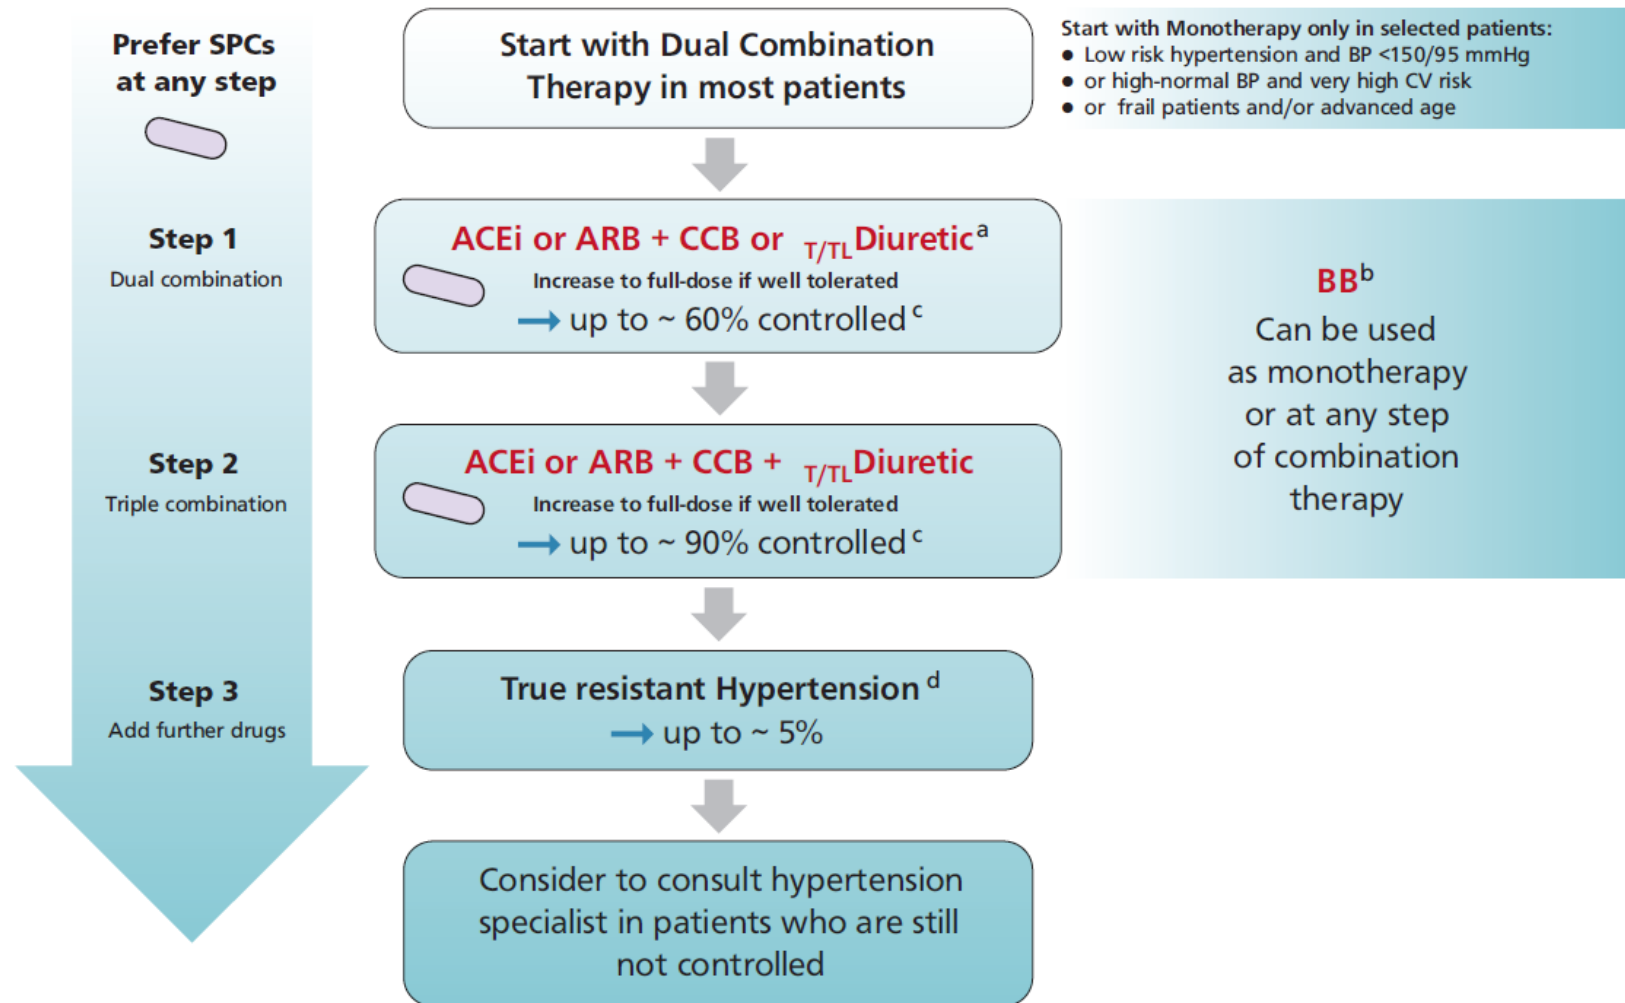 Prefer SPCs
at any step
Start with Dual Combination
Therapy in most patients
Start with Monotherapy only in selected patients:
● Low risk hypertension and BP <150/95 mmHg
● or high-normal BP and very high CV risk
● or frail patients and/or advanced age
Step 1
Dual combination
ACEi or ARB + CCB or T/TL Diuretic a
Increase to full-dose if well tolerated
→ up to ~ 60% controlled c
BB b
Can be used
as monotherapy
or at any step
of combination
therapy
Step 2
Triple combination
ACEi or ARB + CCB + T/TL Diuretic
Increase to full-dose if well tolerated
→ up to ~ 90% controlled c
Step 3
Add further drugs
True resistant Hypertension d
→ up to ~ 5%
Consider to consult hypertension
specialist in patients who are still
not controlled